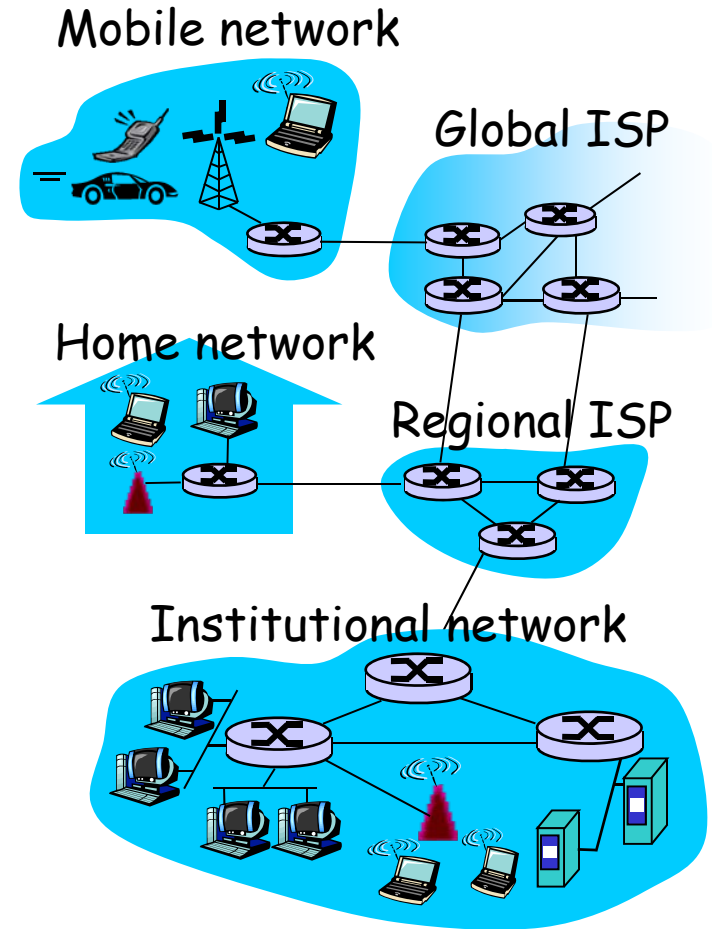 Mobile network
Global ISP
Home network
Regional ISP
Institutional network